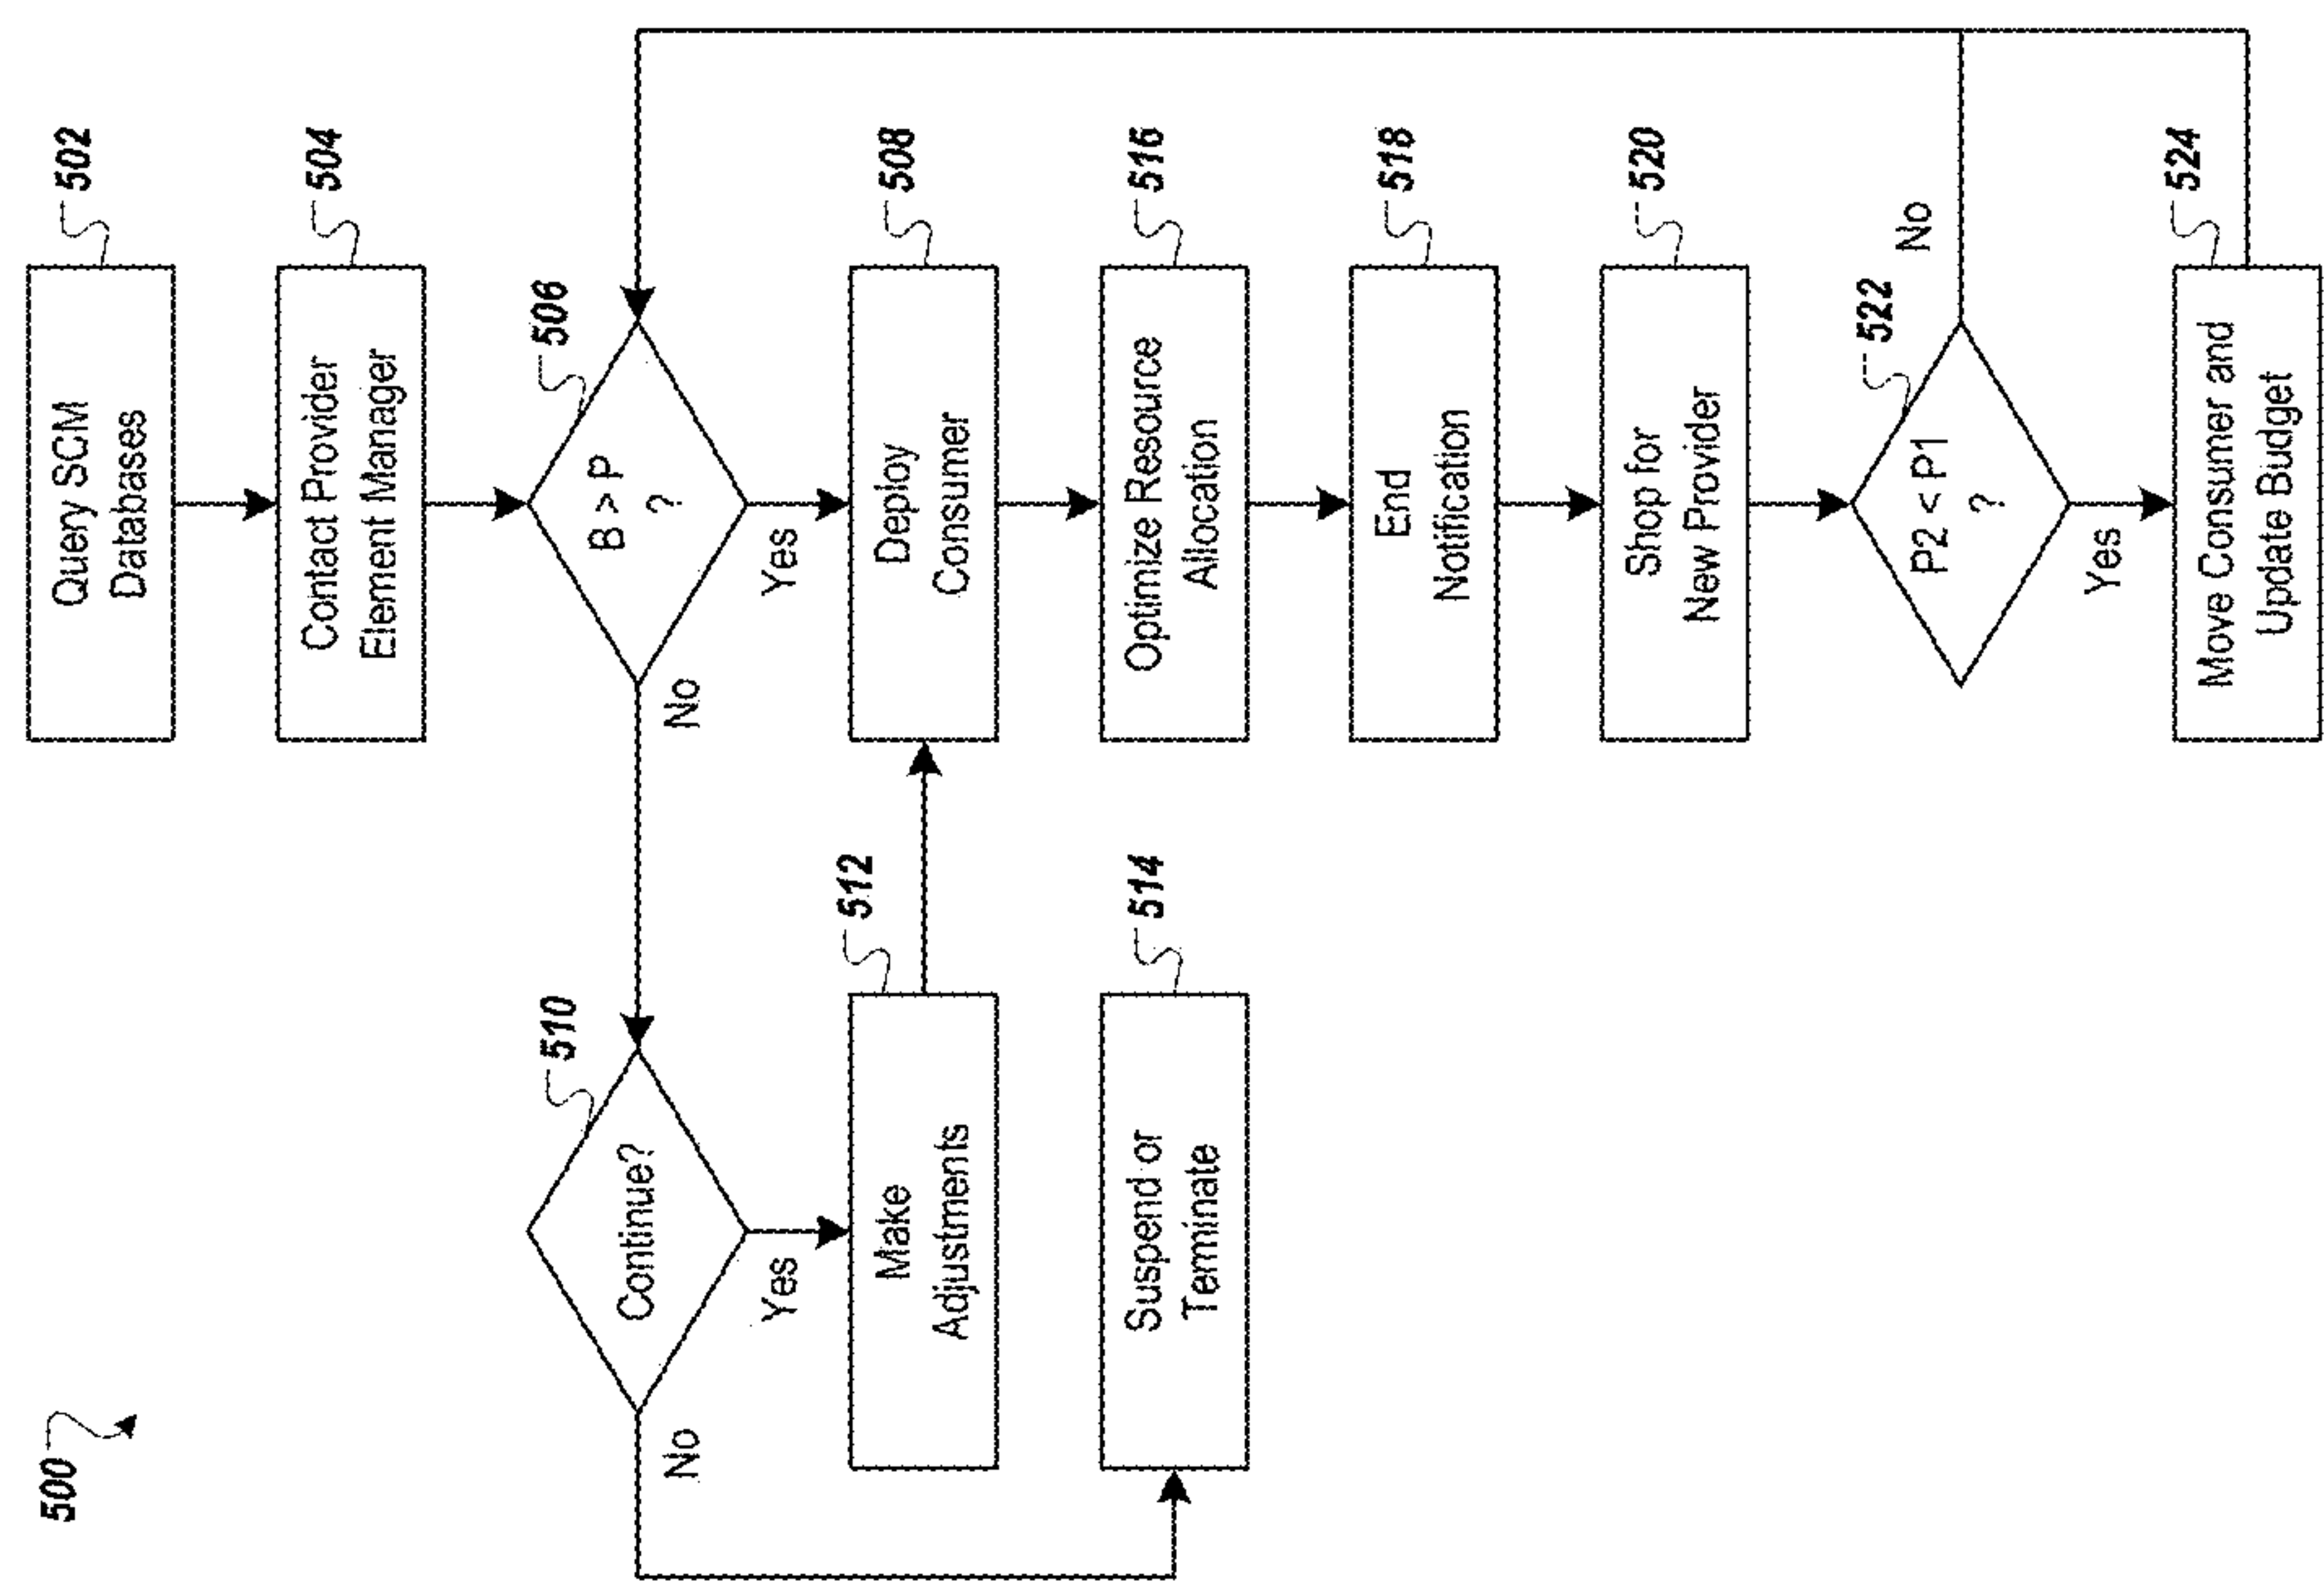 500
Query SCM
Databases
502
Contact Provider
Element Manager
504
B > P
?
506
No
Yes
Continue?
510
No
Yes
Make
Adjustments
512
Suspend or
Terminate
514
Deploy
Consumer
508
Optimize Resource
Allocation
516
End
Notification
518
Shop for
New Provider
520
P2 < P1
?
522
No
Yes
Move Consumer and
Update Budget
524